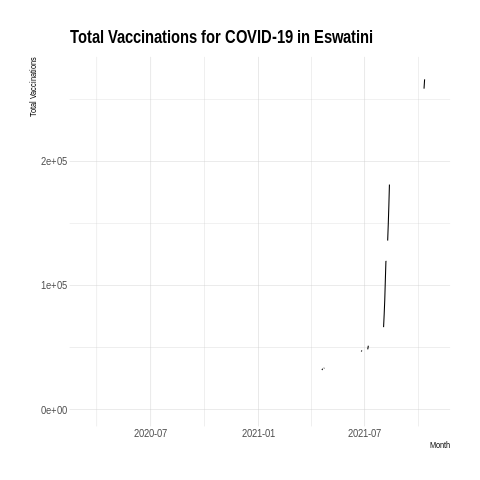 Total Vaccinations for COVID-19 in Eswatini
Total Vaccinations
2e+05
1e+05
0e+00
2020-07 2021-01 2021-07
Month